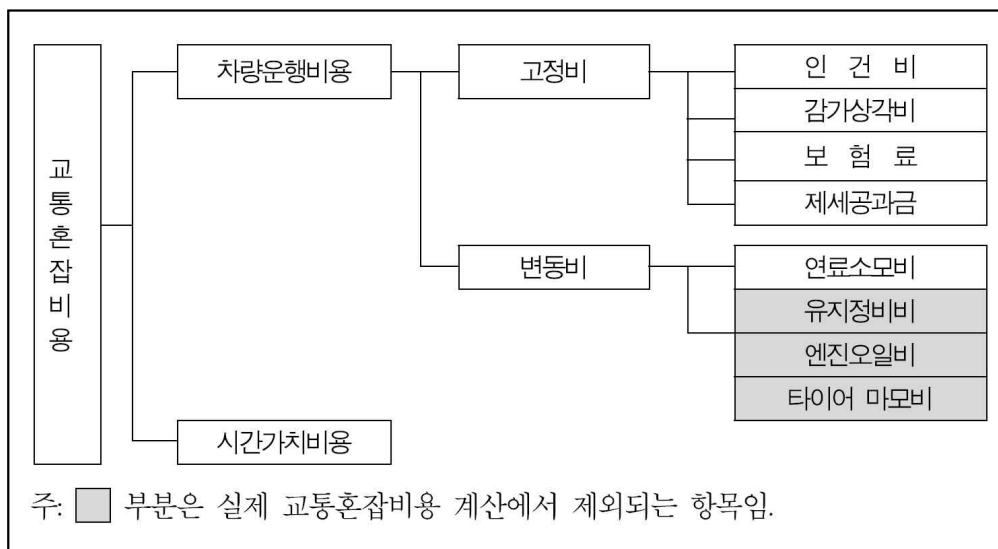 교통혼잡비용
차량운행비용
고정비
인 건 비
감가상각비
보 험 료
제세공과금
변동비
연료소모비
유지정비비
엔진오일비
타이어 마모비
시간가치비용
주: 부분은 실제 교통혼잡비용 계산에서 제외되는 항목임.